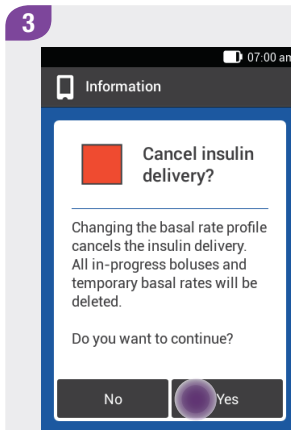 3
07:00 am
Information
Cancel insulin
delivery?
Changing the basal rate profile
cancels the insulin delivery.
All in-progress boluses and
temporary basal rates will be
deleted.
Do you want to continue?
No
Yes